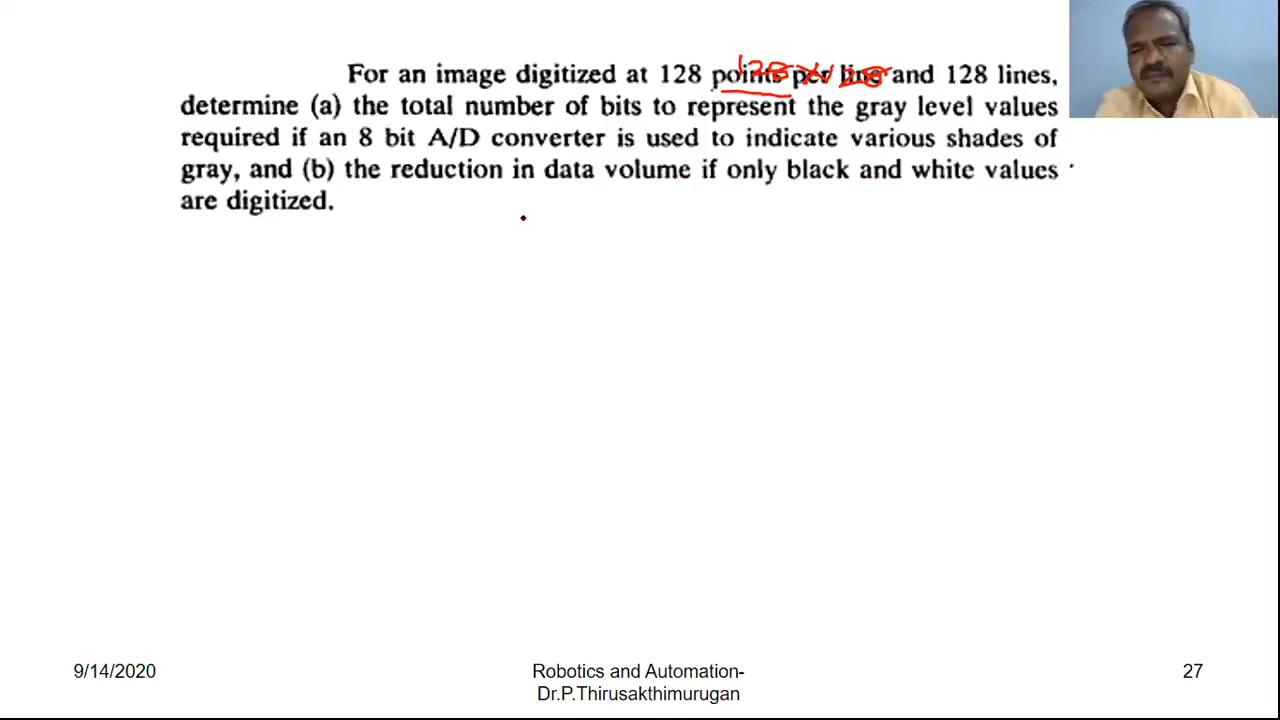 128 × 128
For an image digitized at 128 points per line and 128 lines,
determine (a) the total number of bits to represent the gray level values
required if an 8 bit A/D converter is used to indicate various shades of
gray, and (b) the reduction in data volume if only black and white values
are digitized.
9/14/2020
Robotics and Automation-
Dr.P.Thirusakthimurugan
27